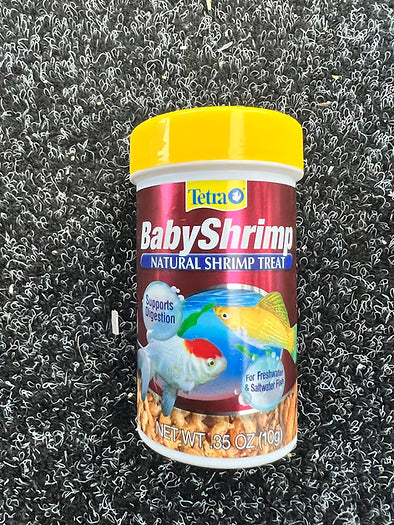 Tetra
BabyShrimp
NATURAL SHRIMP TREAT
Supports
Digestion
For Freshwater
& Saltwater Fish
NET WT .35 OZ (10g)